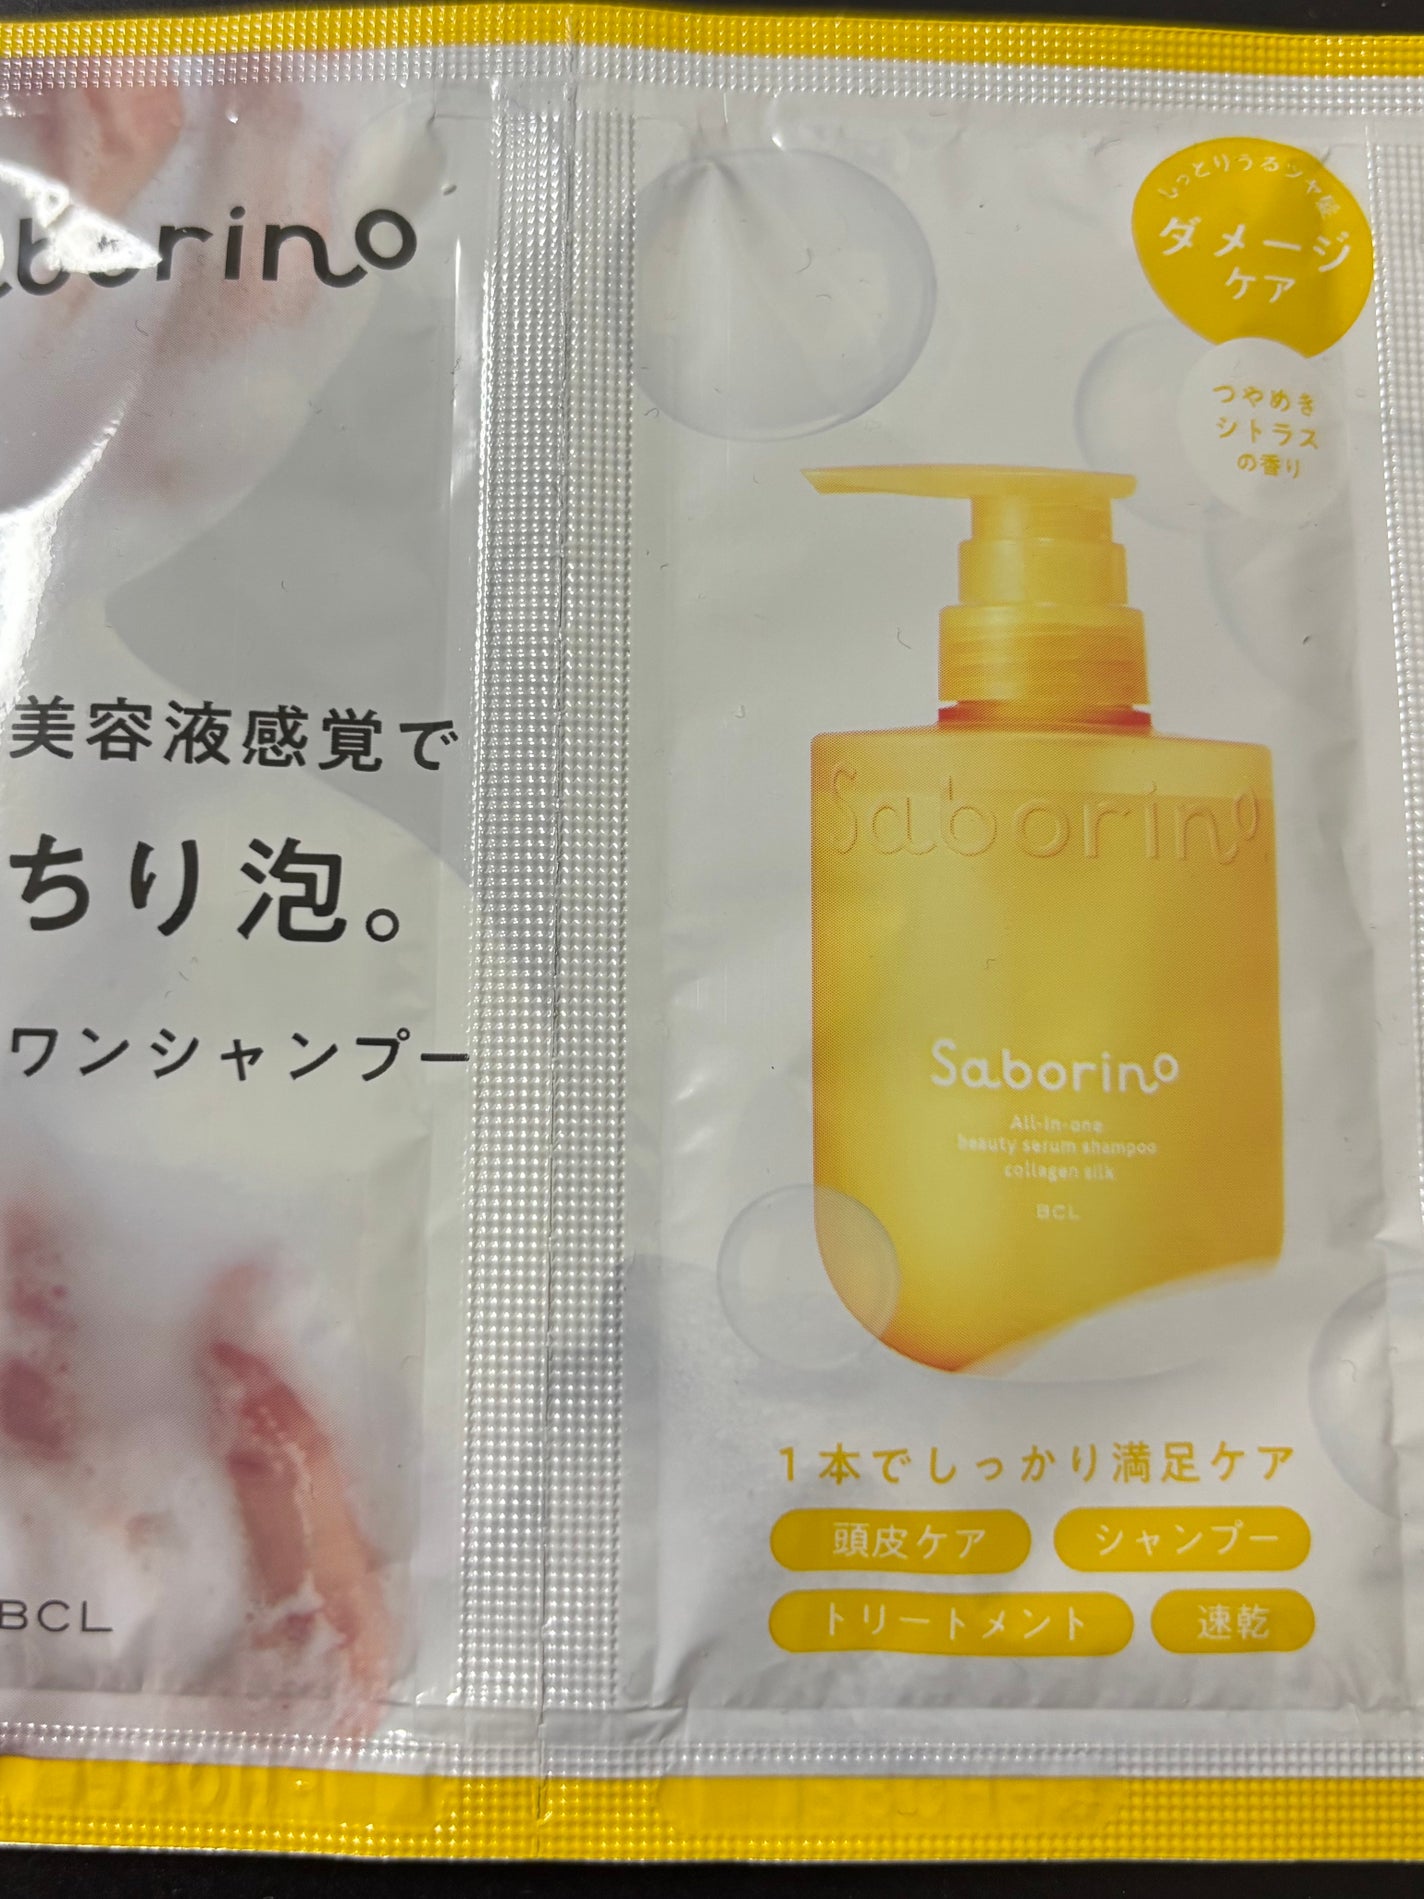 美容液感覚で
ちり泡。
ワンシャンプー
BCL
しっとりうるツヤ髪
ダメージ
ケア
つやめき
シトラス
の香り
Saborino
Saborino
All-in-one
beauty serum shampoo
collagen silk
BCL
1本でしっかり満足ケア
頭皮ケア
シャンプー
トリートメント
速乾